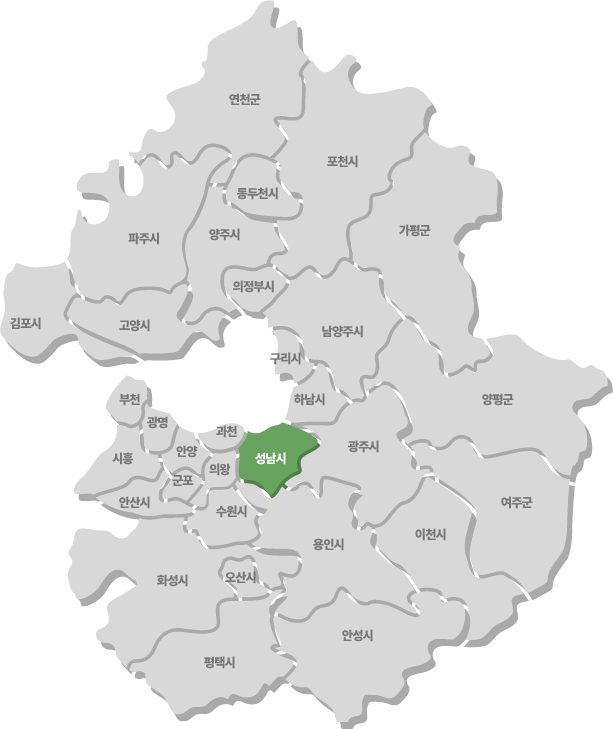 연천군
포천시
동두천시
가평군
양주시
파주시
의정부시
김포시
고양시
남양주시
구리시
하남시
양평군
부천
광명
과천
안양
광주시
성남시
시흥
의왕
군포
안산시
여주군
수원시
이천시
용인시
화성시
오산시
안성시
평택시